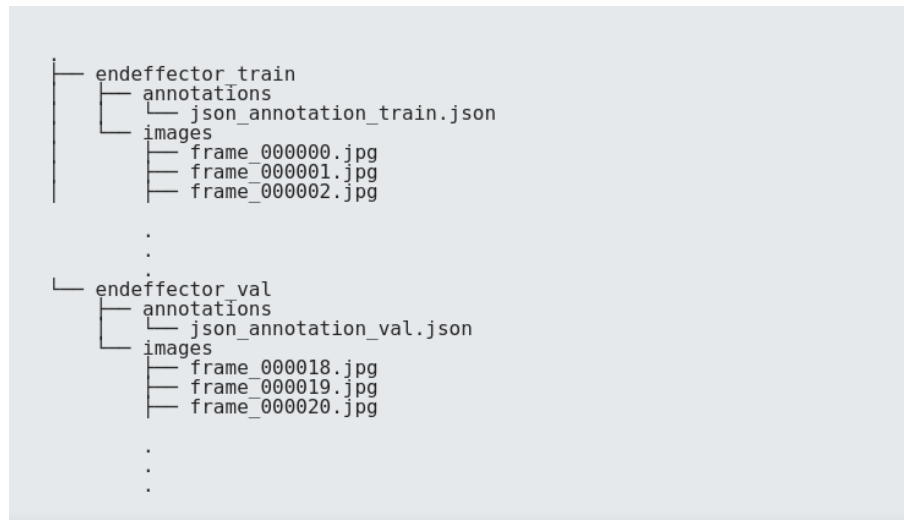 .
├── endeffector_train
│   ├── annotations
│   │   └── json_annotation_train.json
│   └── images
│       ├── frame_000000.jpg
│       ├── frame_000001.jpg
│       ├── frame_000002.jpg
        .
        .
        .
└── endeffector_val
    ├── annotations
    │   └── json_annotation_val.json
    └── images
        ├── frame_000018.jpg
        ├── frame_000019.jpg
        ├── frame_000020.jpg
        .
        .
        .